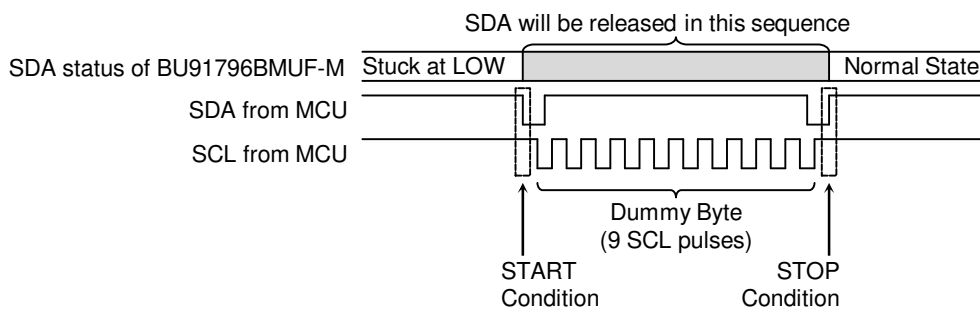 SDA will be released in this sequence
SDA status of BU91796BMUF-M Stuck at LOW Normal State
SDA from MCU
SCL from MCU
Dummy Byte
(9 SCL pulses)
START
Condition
STOP
Condition